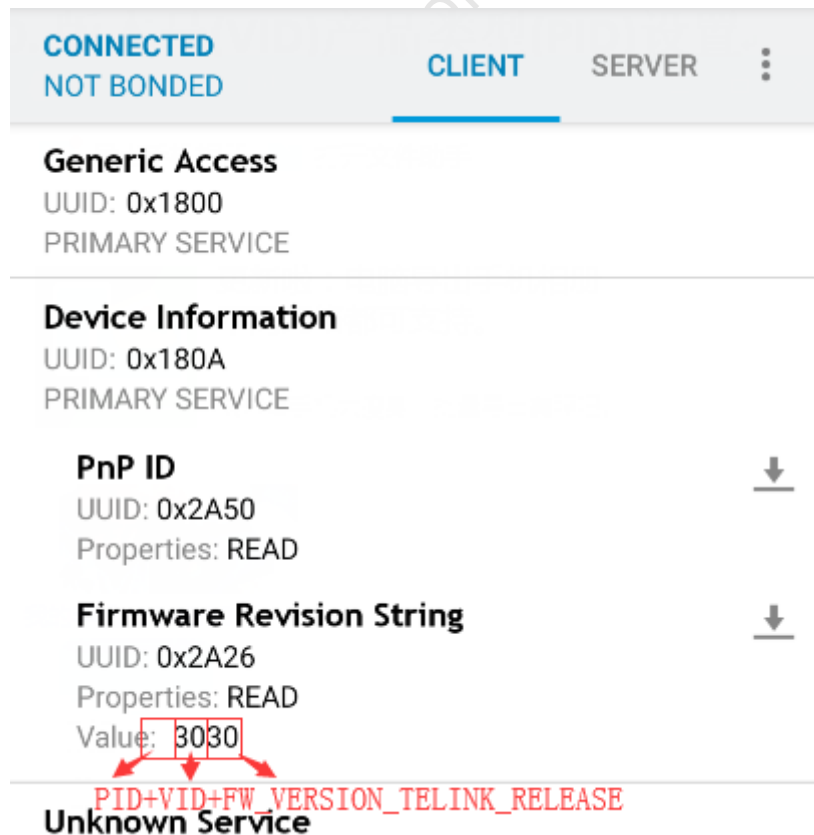 CONNECTED
NOT BONDED
CLIENT
SERVER
Generic Access
UUID: 0x1800
PRIMARY SERVICE
Device Information
UUID: 0x180A
PRIMARY SERVICE
PnP ID
UUID: 0x2A50
Properties: READ
Firmware Revision String
UUID: 0x2A26
Properties: READ
Value: 3030
PID+VID+FW_VERSION_TELINK_RELEASE
Unknown Service